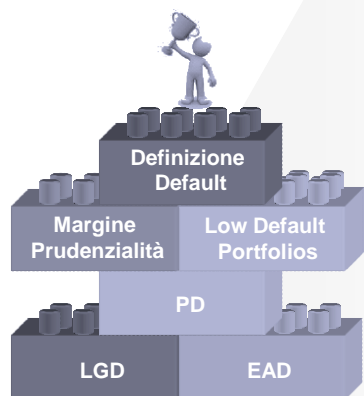 Definizione
Default
Margine
Prudenzialità
Low Default
Portfolios
PD
LGD
EAD